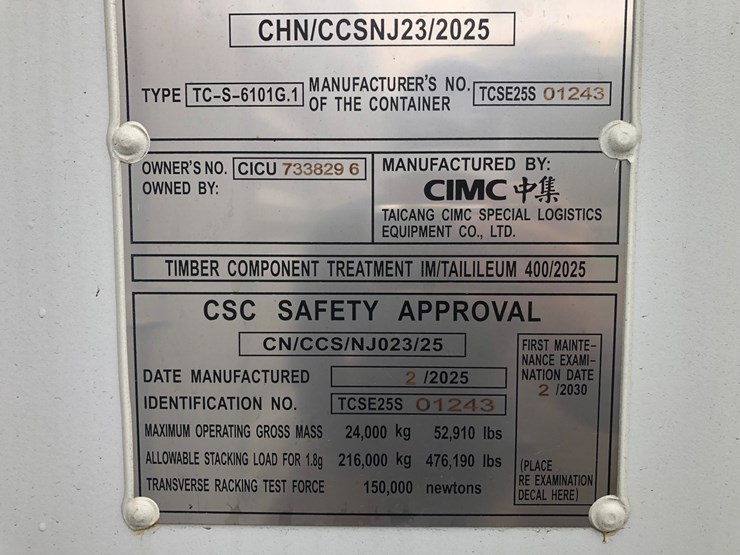 CHN/CCSNJ23/2025
TYPE TC-S-6101G.1 MANUFACTURER'S NO. OF THE CONTAINER TCSE25S 01243
OWNER'S NO. CICU 733829 6
OWNED BY:
MANUFACTURED BY:
CIMC 中集
TAICANG CIMC SPECIAL LOGISTICS
EQUIPMENT CO., LTD.
TIMBER COMPONENT TREATMENT IM/TAILILEUM 400/2025
CSC SAFETY APPROVAL
CN/CCS/NJ023/25
DATE MANUFACTURED 2 /2025
IDENTIFICATION NO. TCSE25S 01243
MAXIMUM OPERATING GROSS MASS 24,000 kg 52,910 lbs
ALLOWABLE STACKING LOAD FOR 1.8g 216,000 kg 476,190 lbs
TRANSVERSE RACKING TEST FORCE 150,000 newtons
FIRST MAINTE-
NANCE EXAMI-
NATION DATE
2 /2030
(PLACE
RE EXAMINATION
DECAL HERE)